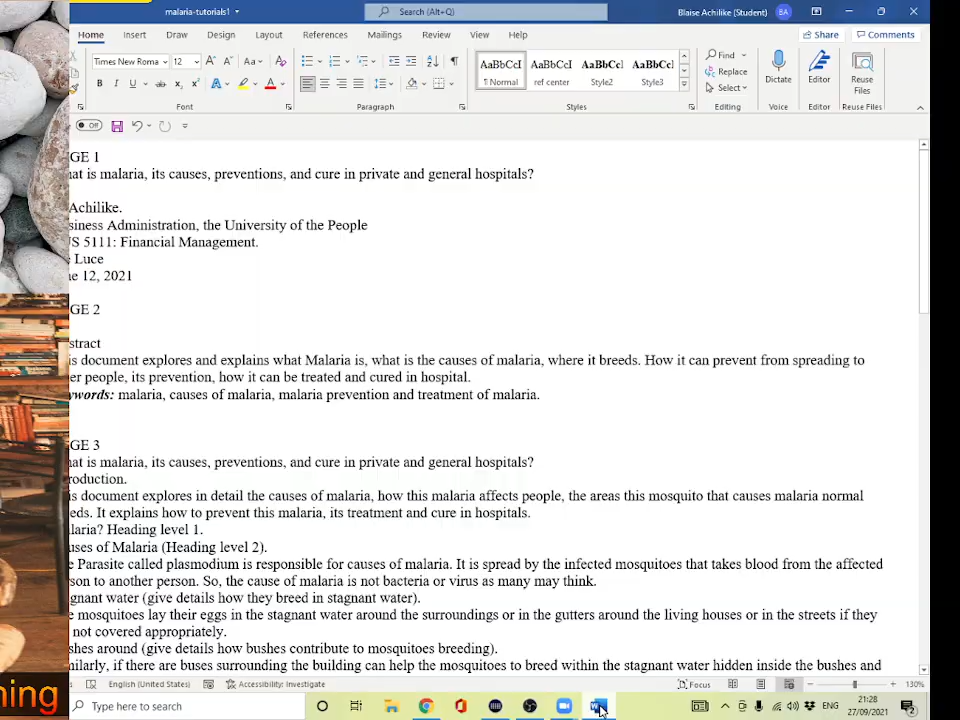 malaria-tutorials1
Search (Alt+Q)
Blaise Achilike (Student)
BA
Home Insert Draw Design Layout References Mailings Review View Help
Share Comments
Times New Roma 12
AaBbCcI AaBbCcI AaBbCcI AaBbCcI
¶ Normal ref center Style2 Style3
Find
Replace
Select
Dictate Editor Reuse Files
Font Paragraph Styles Editing Voice Editor Reuse Files
Off
GE 1
at is malaria, its causes, preventions, and cure in private and general hospitals?
Achilike.
siness Administration, the University of the People
S 5111: Financial Management.
e Luce
ne 12, 2021
GE 2
stract
is document explores and explains what Malaria is, what is the causes of malaria, where it breeds. How it can prevent from spreading to
er people, its prevention, how it can be treated and cured in hospital.
ywords: malaria, causes of malaria, malaria prevention and treatment of malaria.
GE 3
at is malaria, its causes, preventions, and cure in private and general hospitals?
roduction.
is document explores in detail the causes of malaria, how this malaria affects people, the areas this mosquito that causes malaria normal
eds. It explains how to prevent this malaria, its treatment and cure in hospitals.
laria? Heading level 1.
uses of Malaria (Heading level 2).
e Parasite called plasmodium is responsible for causes of malaria. It is spread by the infected mosquitoes that takes blood from the affected
son to another person. So, the cause of malaria is not bacteria or virus as many may think.
gnant water (give details how they breed in stagnant water).
e mosquitoes lay their eggs in the stagnant water around the surroundings or in the gutters around the living houses or in the streets if they
not covered appropriately.
shes around (give details how bushes contribute to mosquitoes breeding).
nilarly, if there are buses surrounding the building can help the mosquitoes to breed within the stagnant water hidden inside the bushes and
English (United States) Accessibility: Investigate
Focus
130%
ning
Type here to search
ENG
21:28
27/09/2021
2